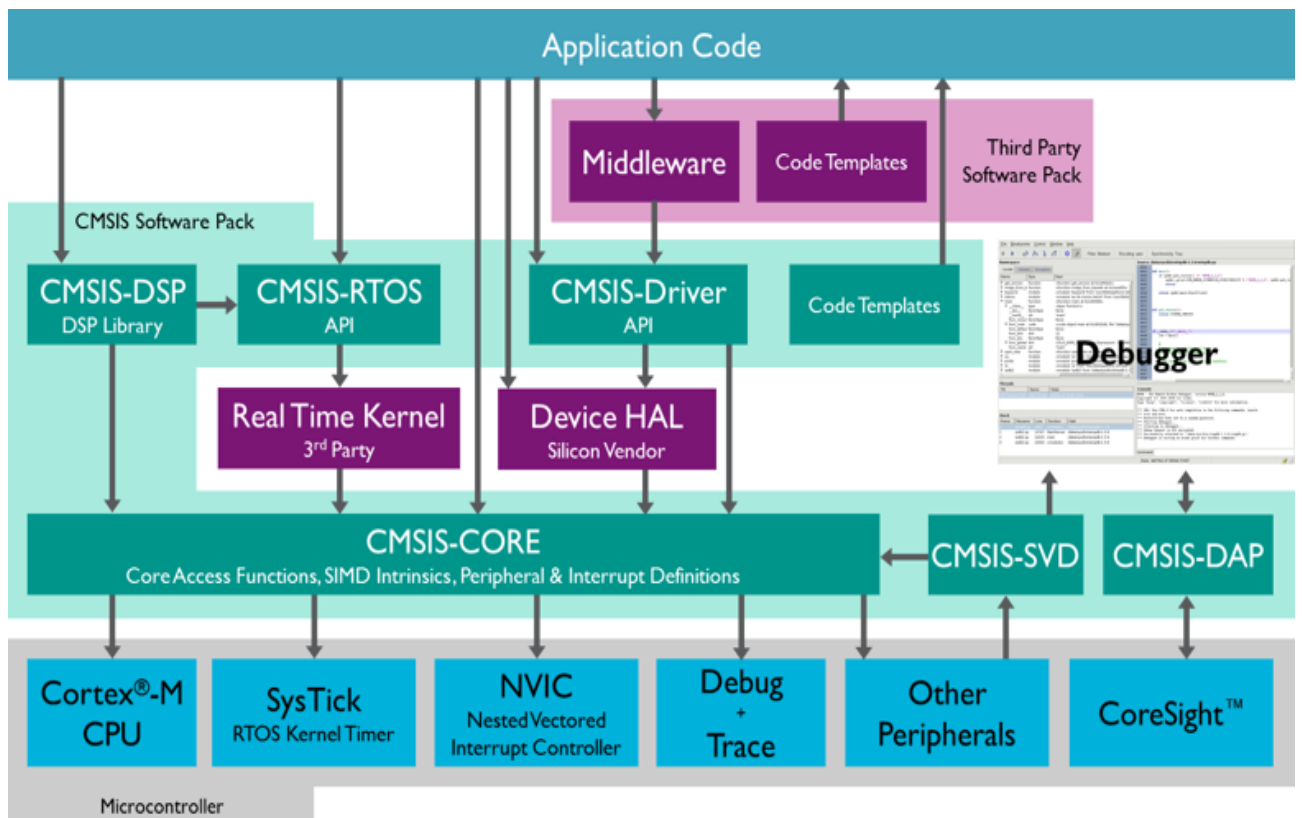 Application Code
Middleware
Code Templates
Third Party
Software Pack
CMSIS Software Pack
CMSIS-DSP
DSP Library
CMSIS-RTOS
API
CMSIS-Driver
API
Code Templates
Debugger
Real Time Kernel
3rd Party
Device HAL
Silicon Vendor
CMSIS-CORE
Core Access Functions, SIMD Intrinsics, Peripheral & Interrupt Definitions
CMSIS-SVD
CMSIS-DAP
Cortex®-M
CPU
SysTick
RTOS Kernel Timer
NVIC
Nested Vectored
Interrupt Controller
Debug
+
Trace
Other
Peripherals
CoreSight™
Microcontroller